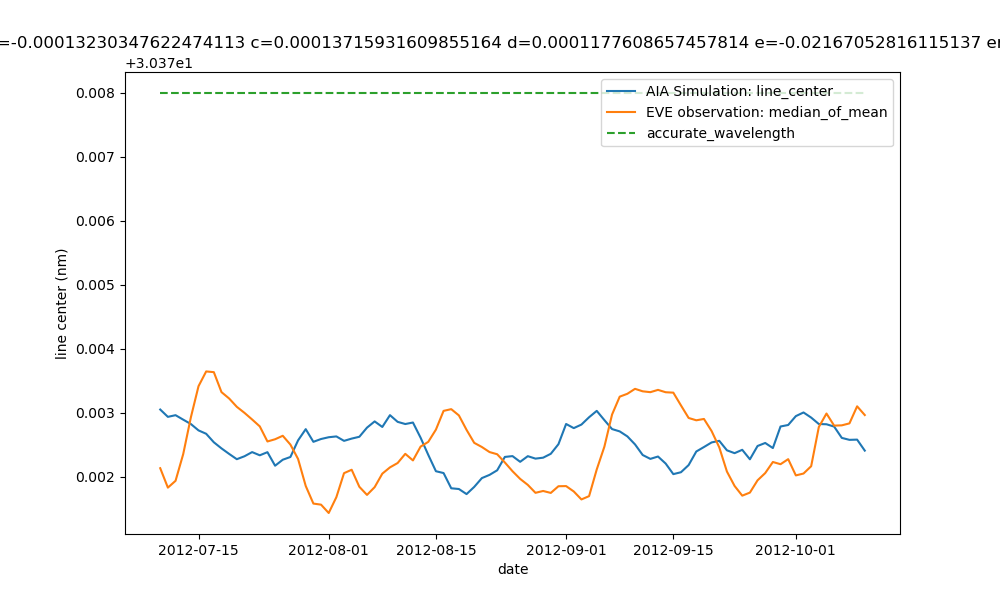 =-0.00013230347622474113 c=0.00013715931609855164 d=0.00011776086577457814 e=-0.02167052816115137 er
+3.037e1
0.008
0.007
0.006
0.005
0.004
0.003
0.002
line center (nm)
AIA Simulation: line_center
EVE observation: median_of_mean
accurate_wavelength
2012-07-15
2012-08-01
2012-08-15
2012-09-01
2012-09-15
2012-10-01
date